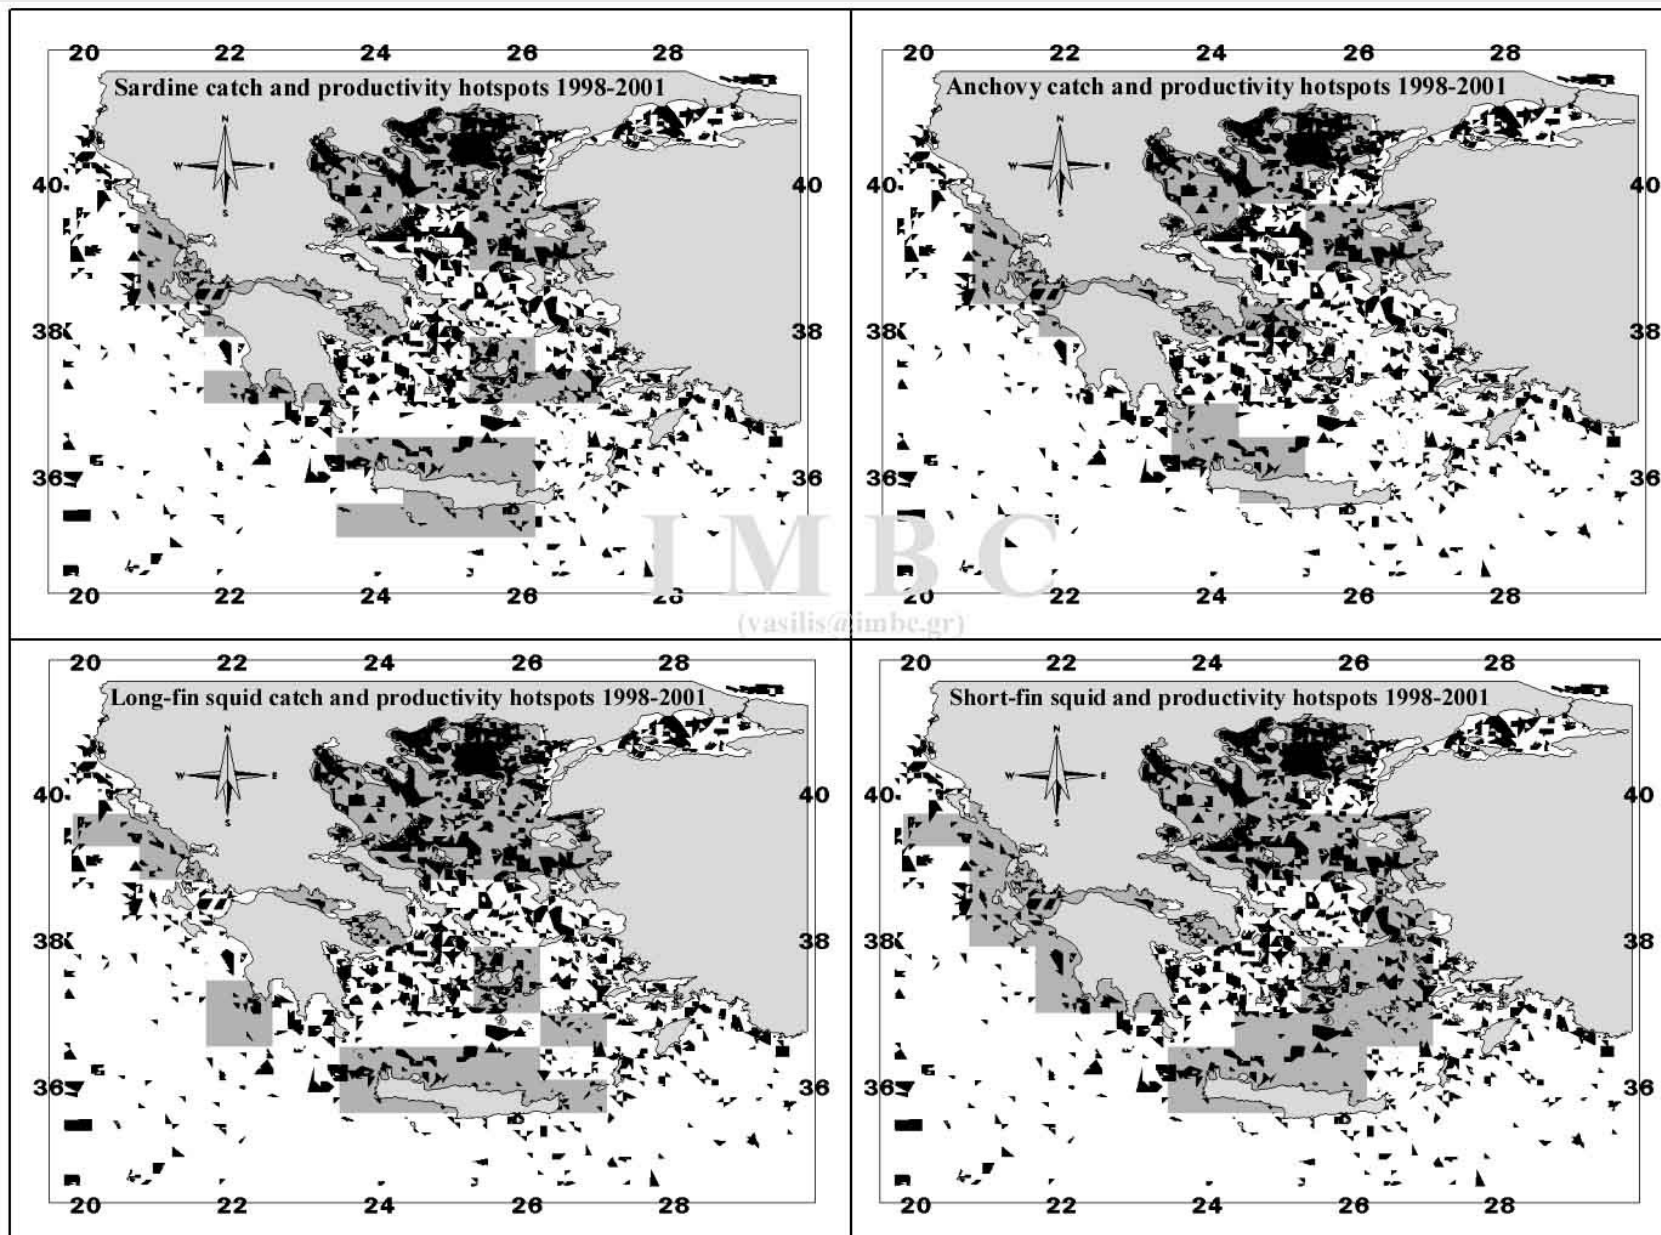 20 22 24 26 28
Sardine catch and productivity hotspots 1998-2001
N
W E
S
40 40
38 38
36 36
20 22 24 26 28
20 22 24 26 28
Anchovy catch and productivity hotspots 1998-2001
N
W E
S
40 40
38 38
36 36
20 22 24 26 28
IMBC
(vasilis@imbc.gr)
20 22 24 26 28
Long-fin squid catch and productivity hotspots 1998-2001
N
W E
S
40 40
38 38
36 36
20 22 24 26 28
20 22 24 26 28
Short-fin squid and productivity hotspots 1998-2001
N
W E
S
40 40
38 38
36 36
20 22 24 26 28